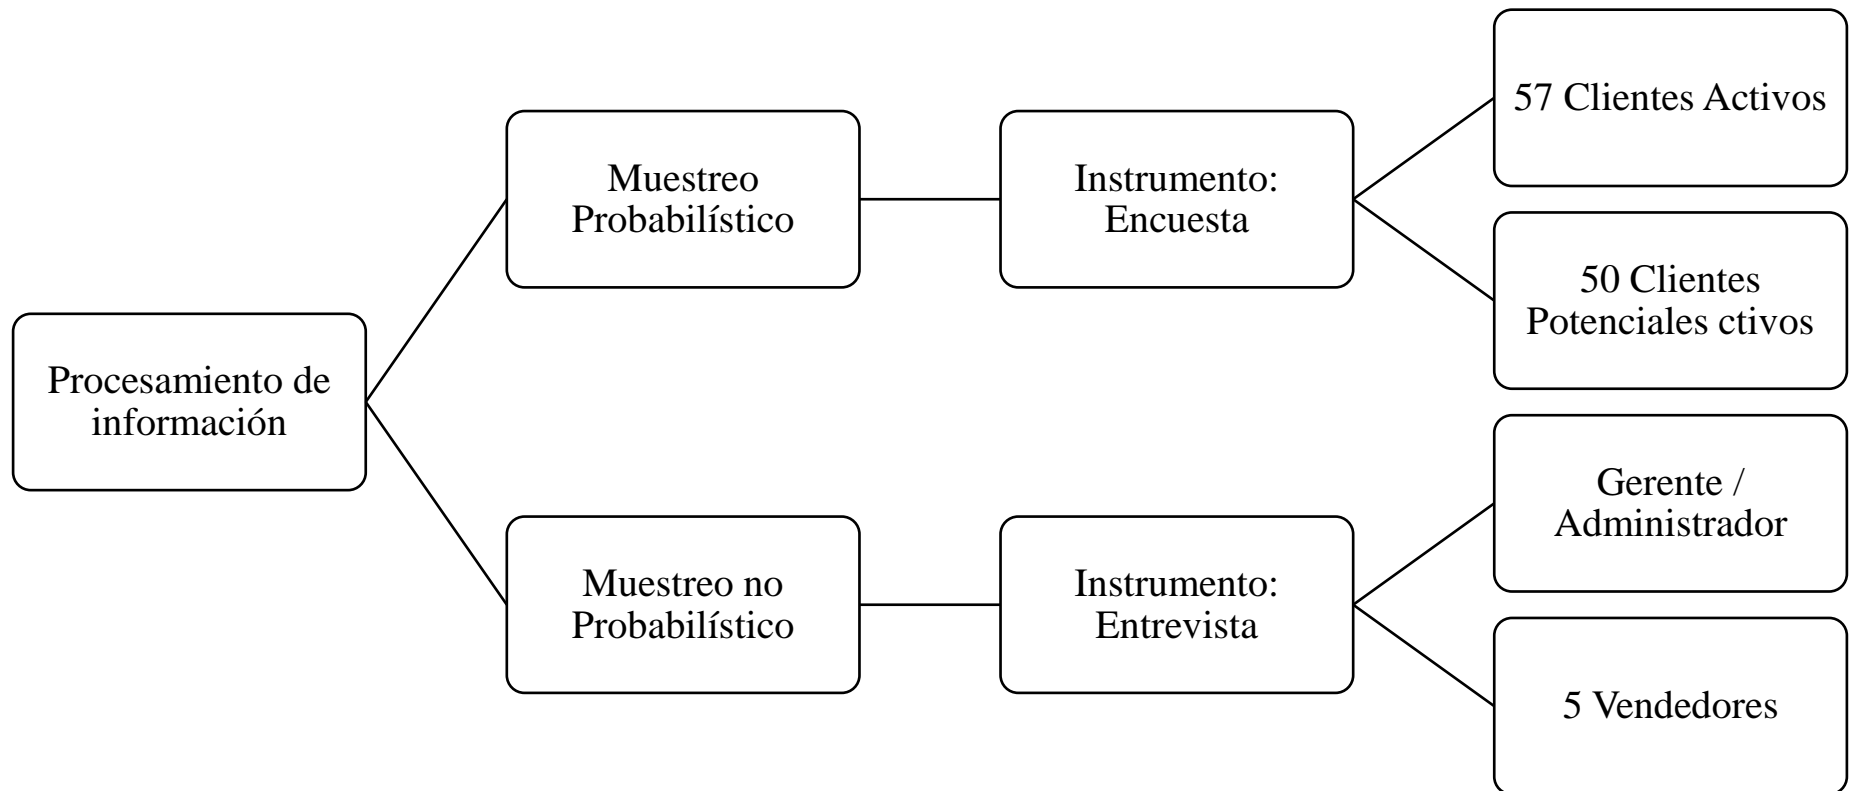 Procesamiento de
información
Muestreo
Probabilístico
Instrumento:
Encuesta
57 Clientes Activos
50 Clientes
Potenciales ctivos
Muestreo no
Probabilístico
Instrumento:
Entrevista
Gerente /
Administrador
5 Vendedores